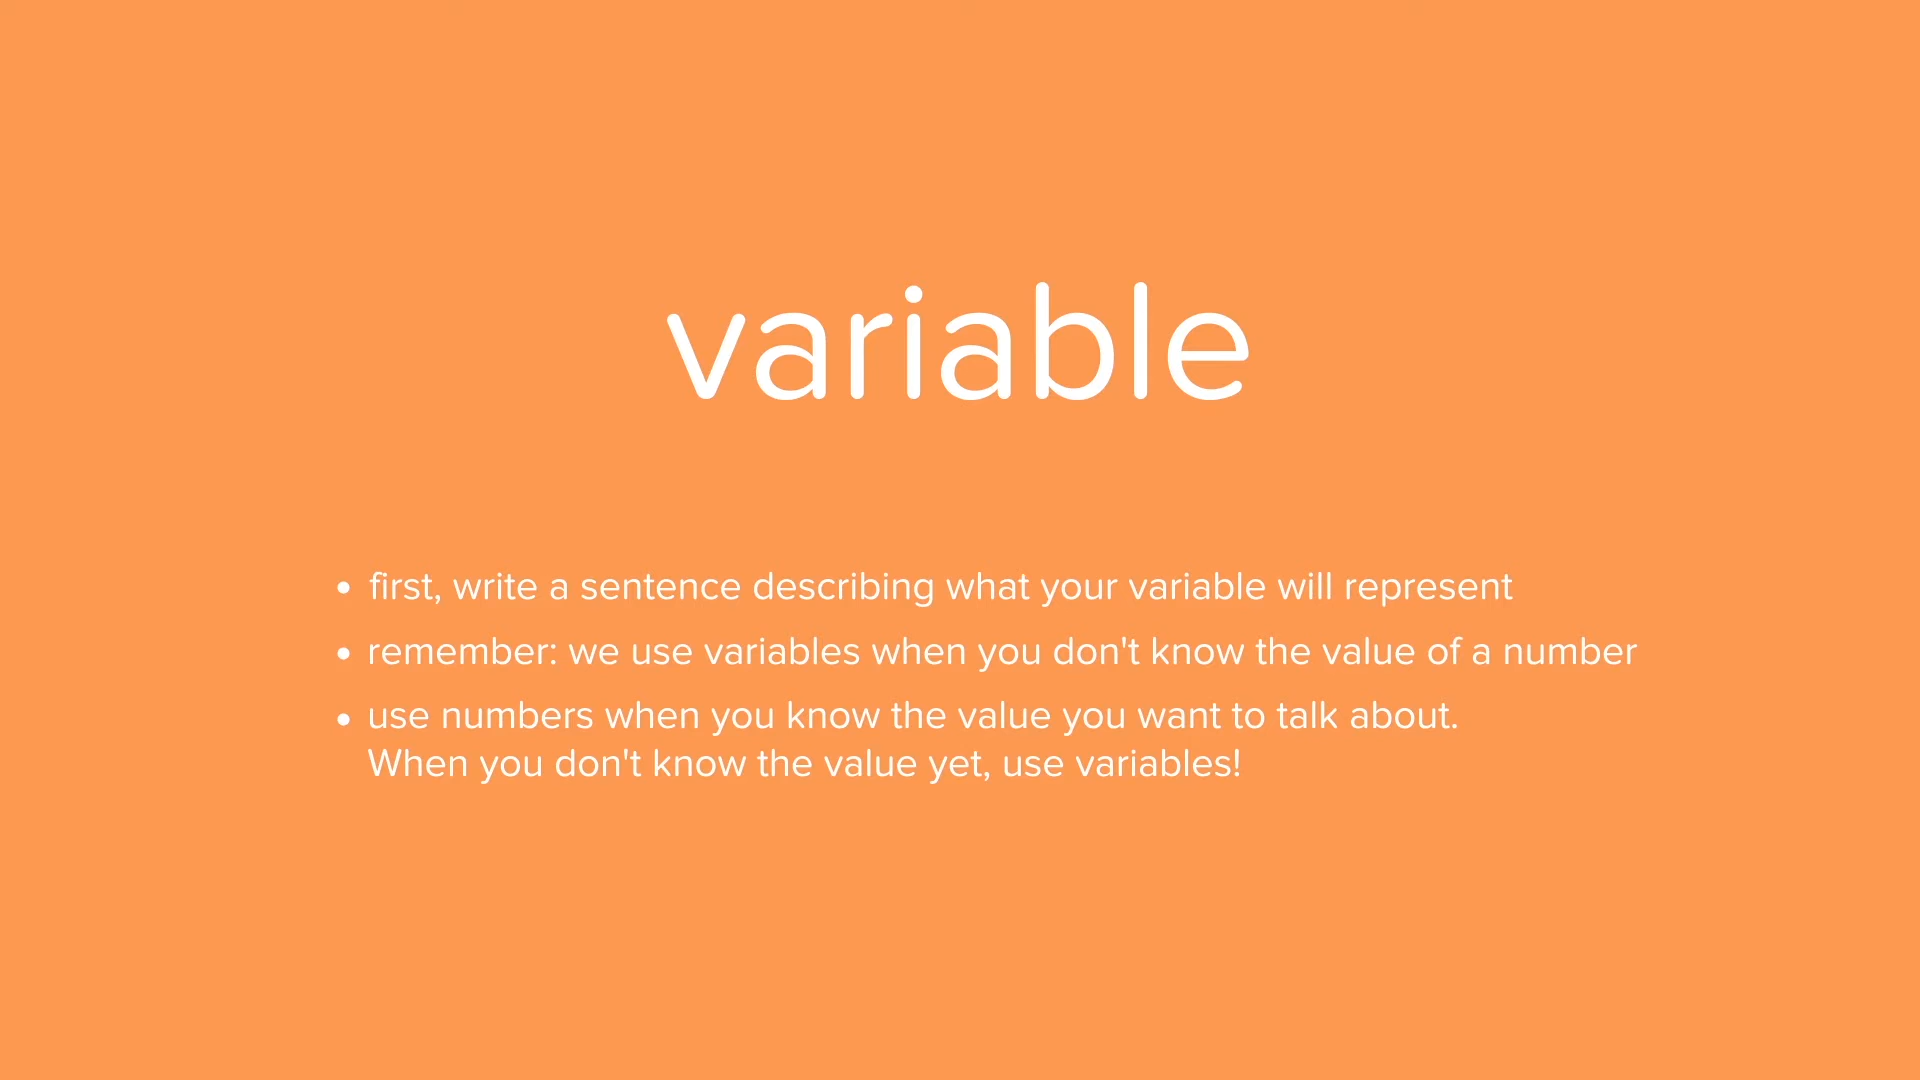 variable
• first, write a sentence describing what your variable will represent
• remember: we use variables when you don't know the value of a number
• use numbers when you know the value you want to talk about.
When you don't know the value yet, use variables!